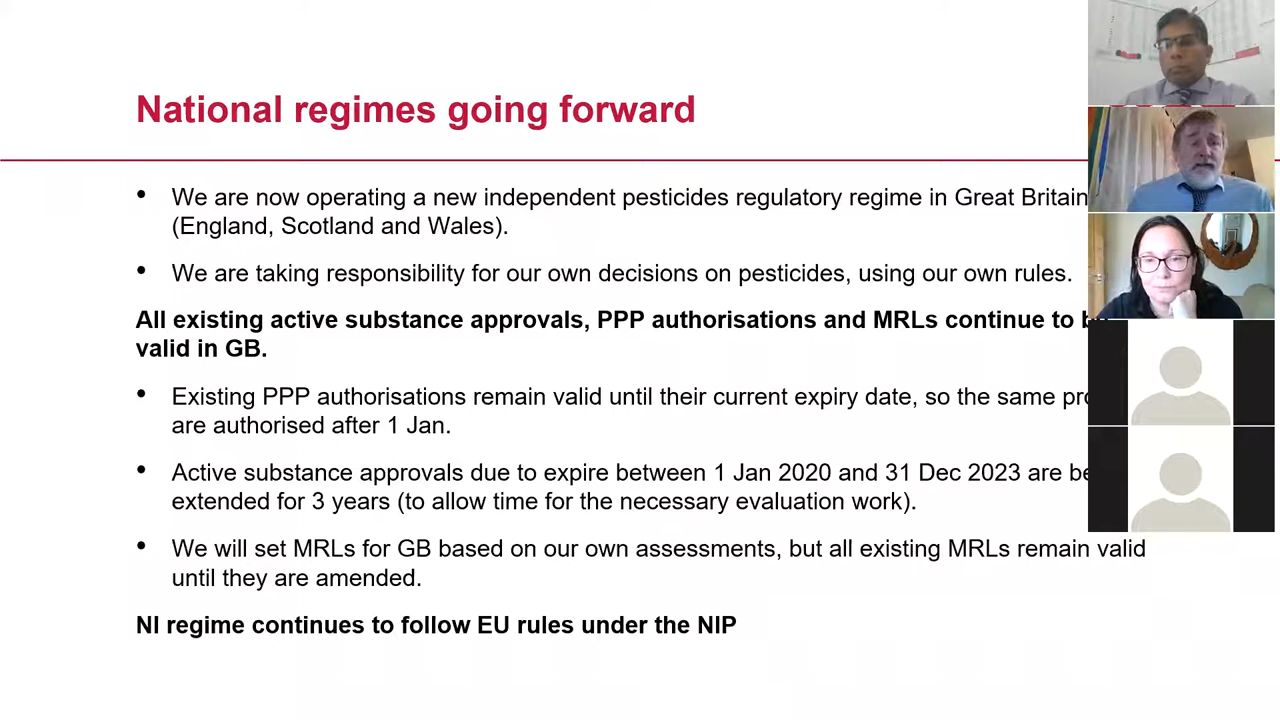 National regimes going forward
• We are now operating a new independent pesticides regulatory regime in Great Britain
(England, Scotland and Wales).
• We are taking responsibility for our own decisions on pesticides, using our own rules.
All existing active substance approvals, PPP authorisations and MRLs continue to
valid in GB.
• Existing PPP authorisations remain valid until their current expiry date, so the same
are authorised after 1 Jan.
• Active substance approvals due to expire between 1 Jan 2020 and 31 Dec 2023 are
extended for 3 years (to allow time for the necessary evaluation work).
• We will set MRLs for GB based on our own assessments, but all existing MRLs remain valid
until they are amended.
NI regime continues to follow EU rules under the NIP